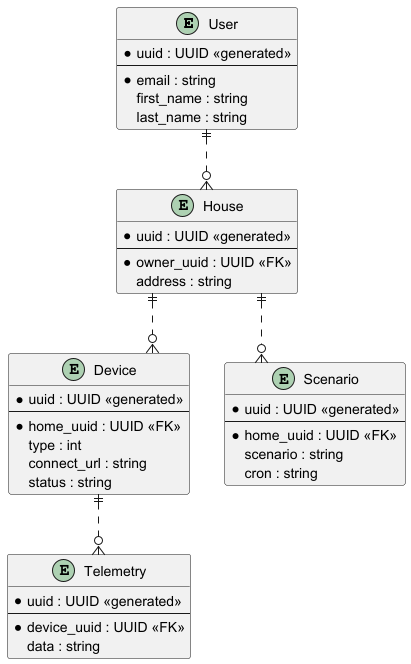 E User
* uuid : UUID «generated»
* email : string
first_name : string
last_name : string
E House
* uuid : UUID «generated»
* owner_uuid : UUID «FK»
address : string
E Device
* uuid : UUID «generated»
* home_uuid : UUID «FK»
type : int
connect_url : string
status : string
E Scenario
* uuid : UUID «generated»
* home_uuid : UUID «FK»
scenario : string
cron : string
E Telemetry
* uuid : UUID «generated»
* device_uuid : UUID «FK»
data : string